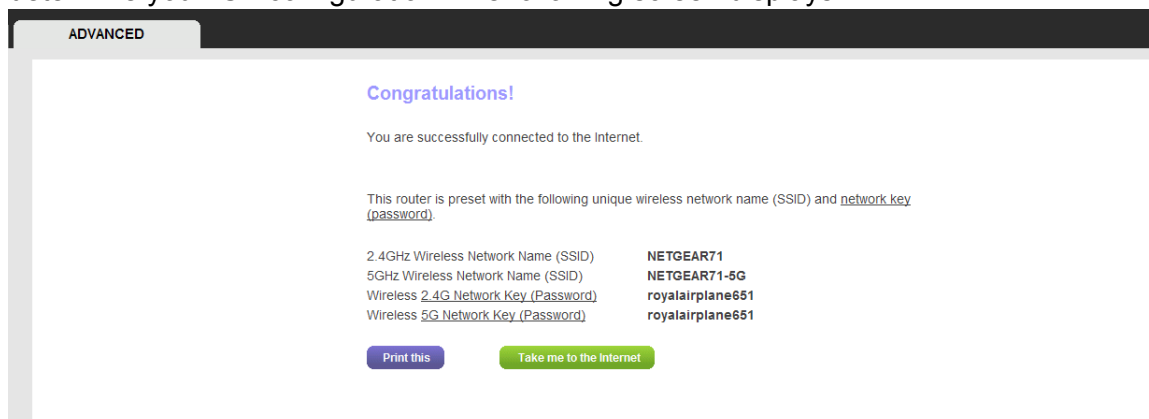 ADVANCED
Congratulations!
You are successfully connected to the Internet.
This router is preset with the following unique wireless network name (SSID) and network key
(password).
2.4GHz Wireless Network Name (SSID) NETGEAR71
5GHz Wireless Network Name (SSID) NETGEAR71-5G
Wireless 2.4G Network Key (Password) royalairplane651
Wireless 5G Network Key (Password) royalairplane651
Print this Take me to the Internet